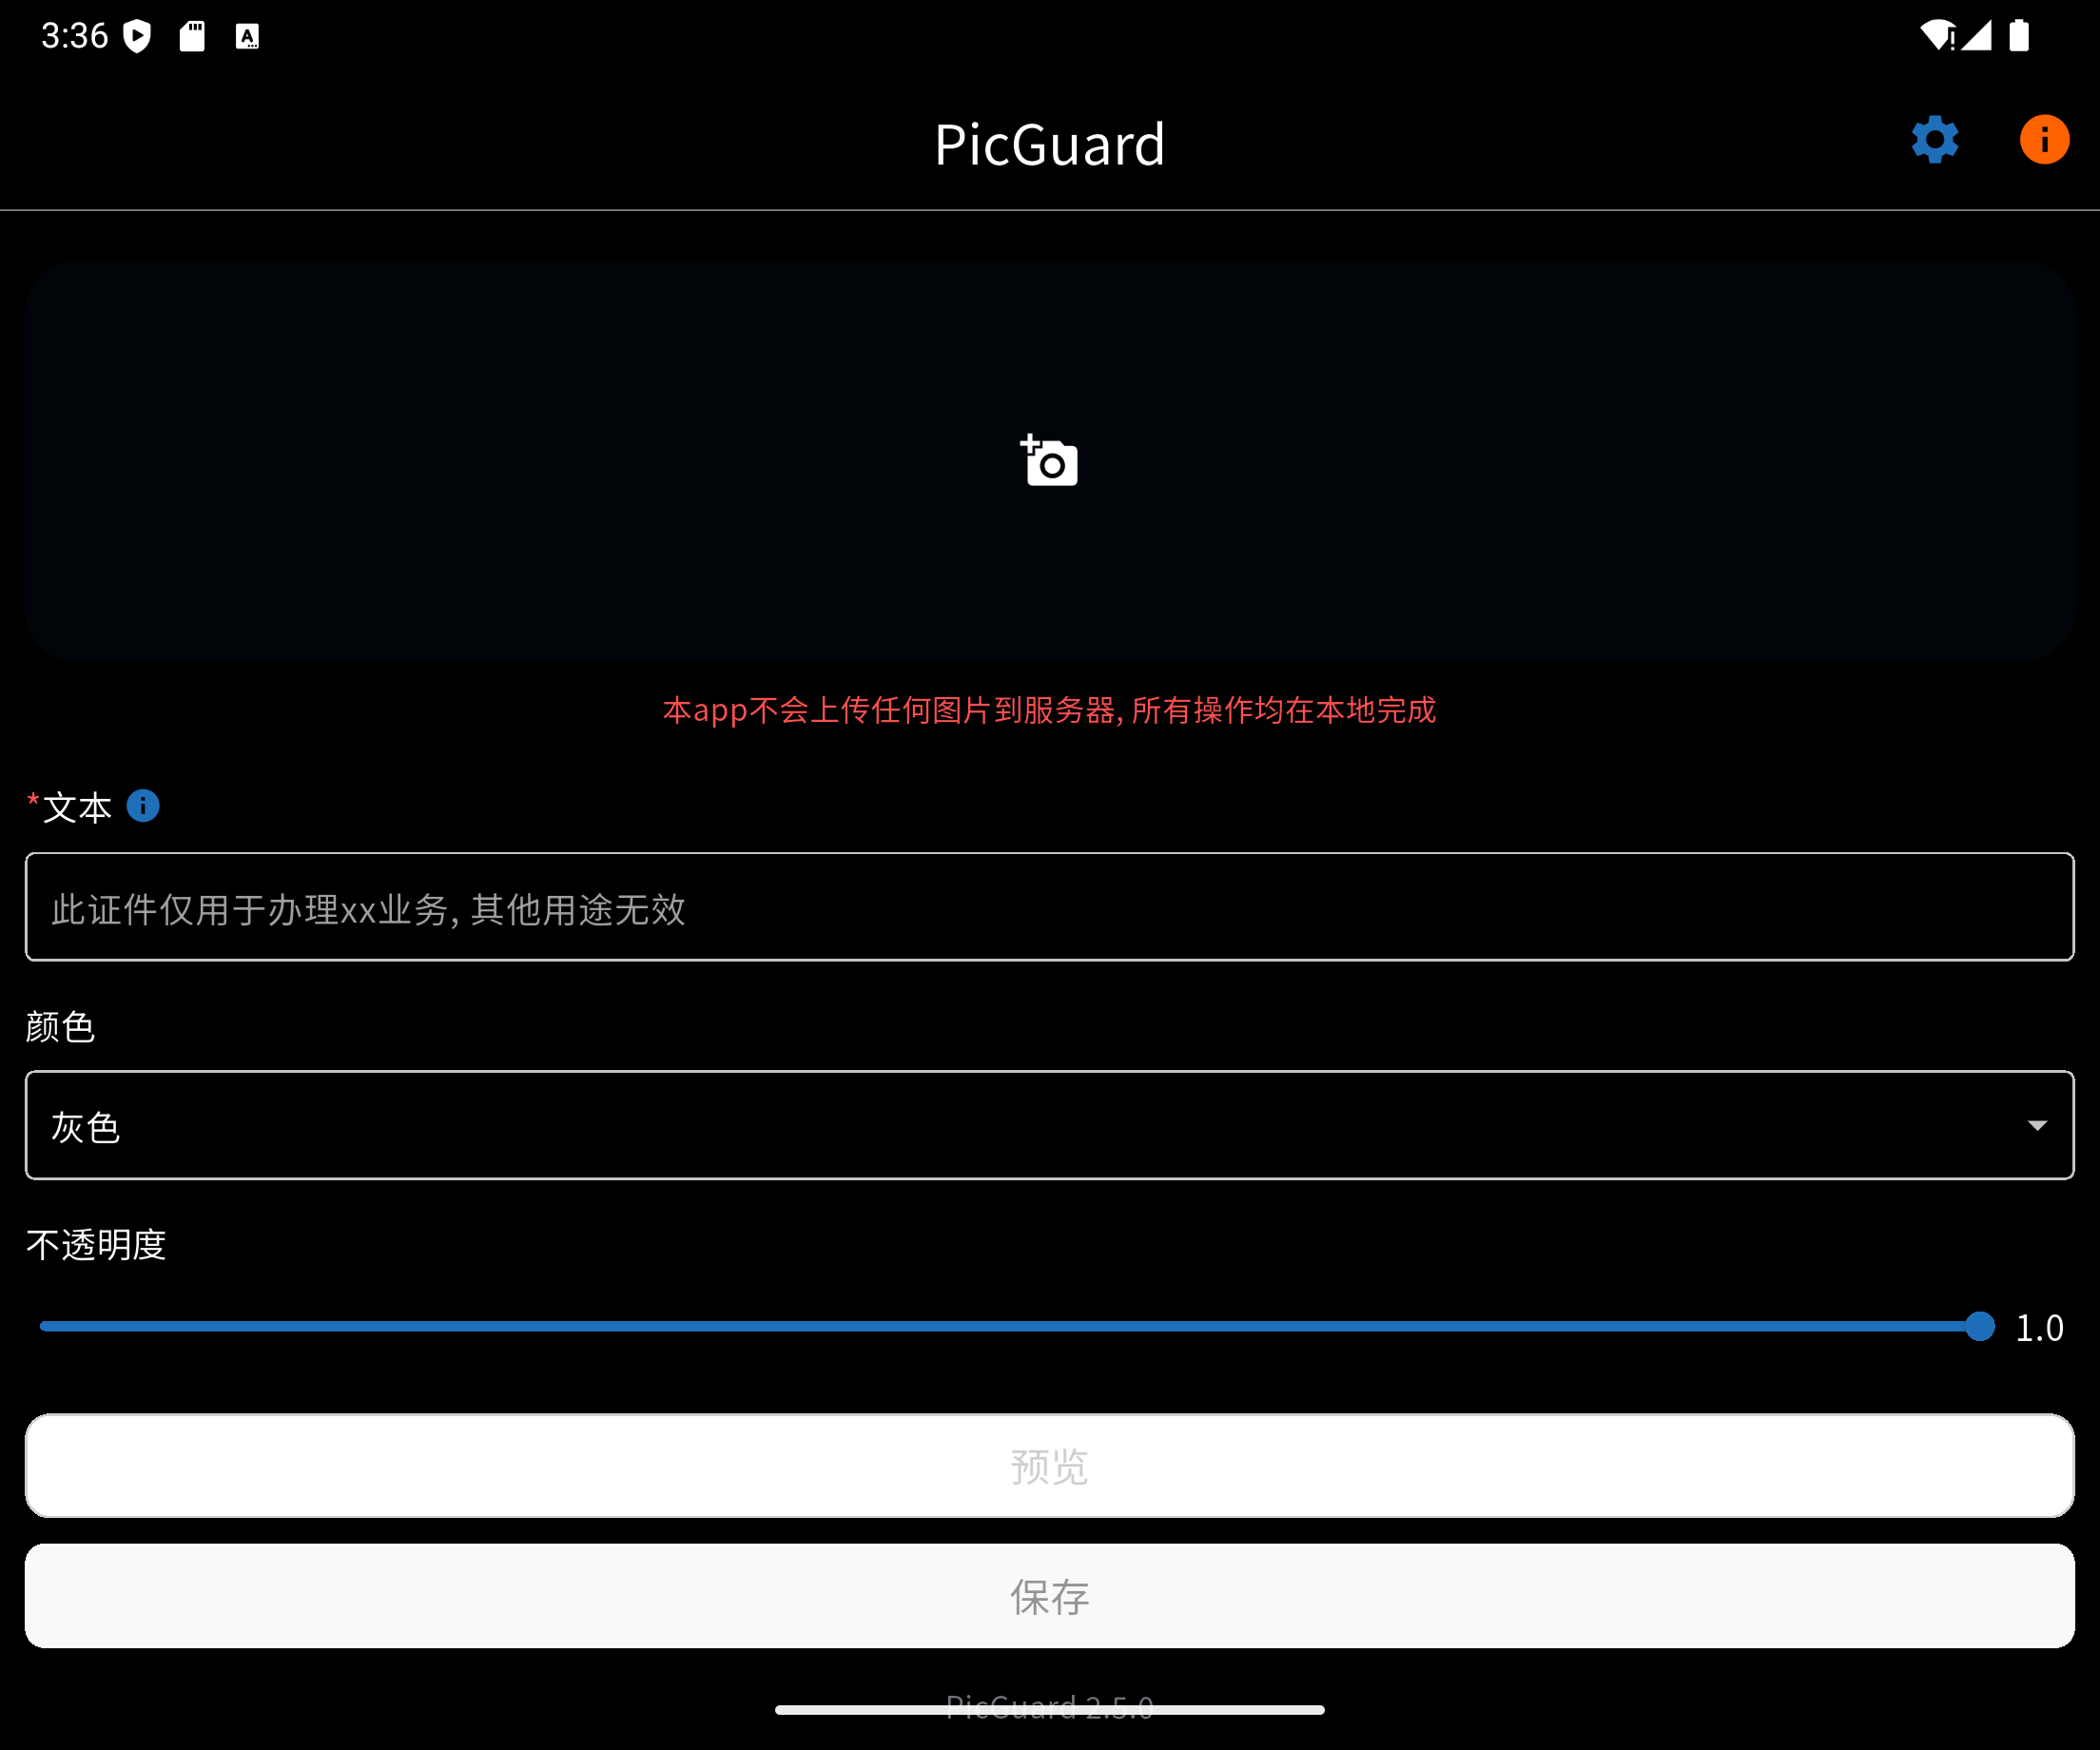 3:36
PicGuard
本app不会上传任何图片到服务器, 所有操作均在本地完成
*文本
此证件仅用于办理xx业务, 其他用途无效
颜色
灰色
不透明度
1.0
预览
保存
PicGuard 2.5.0